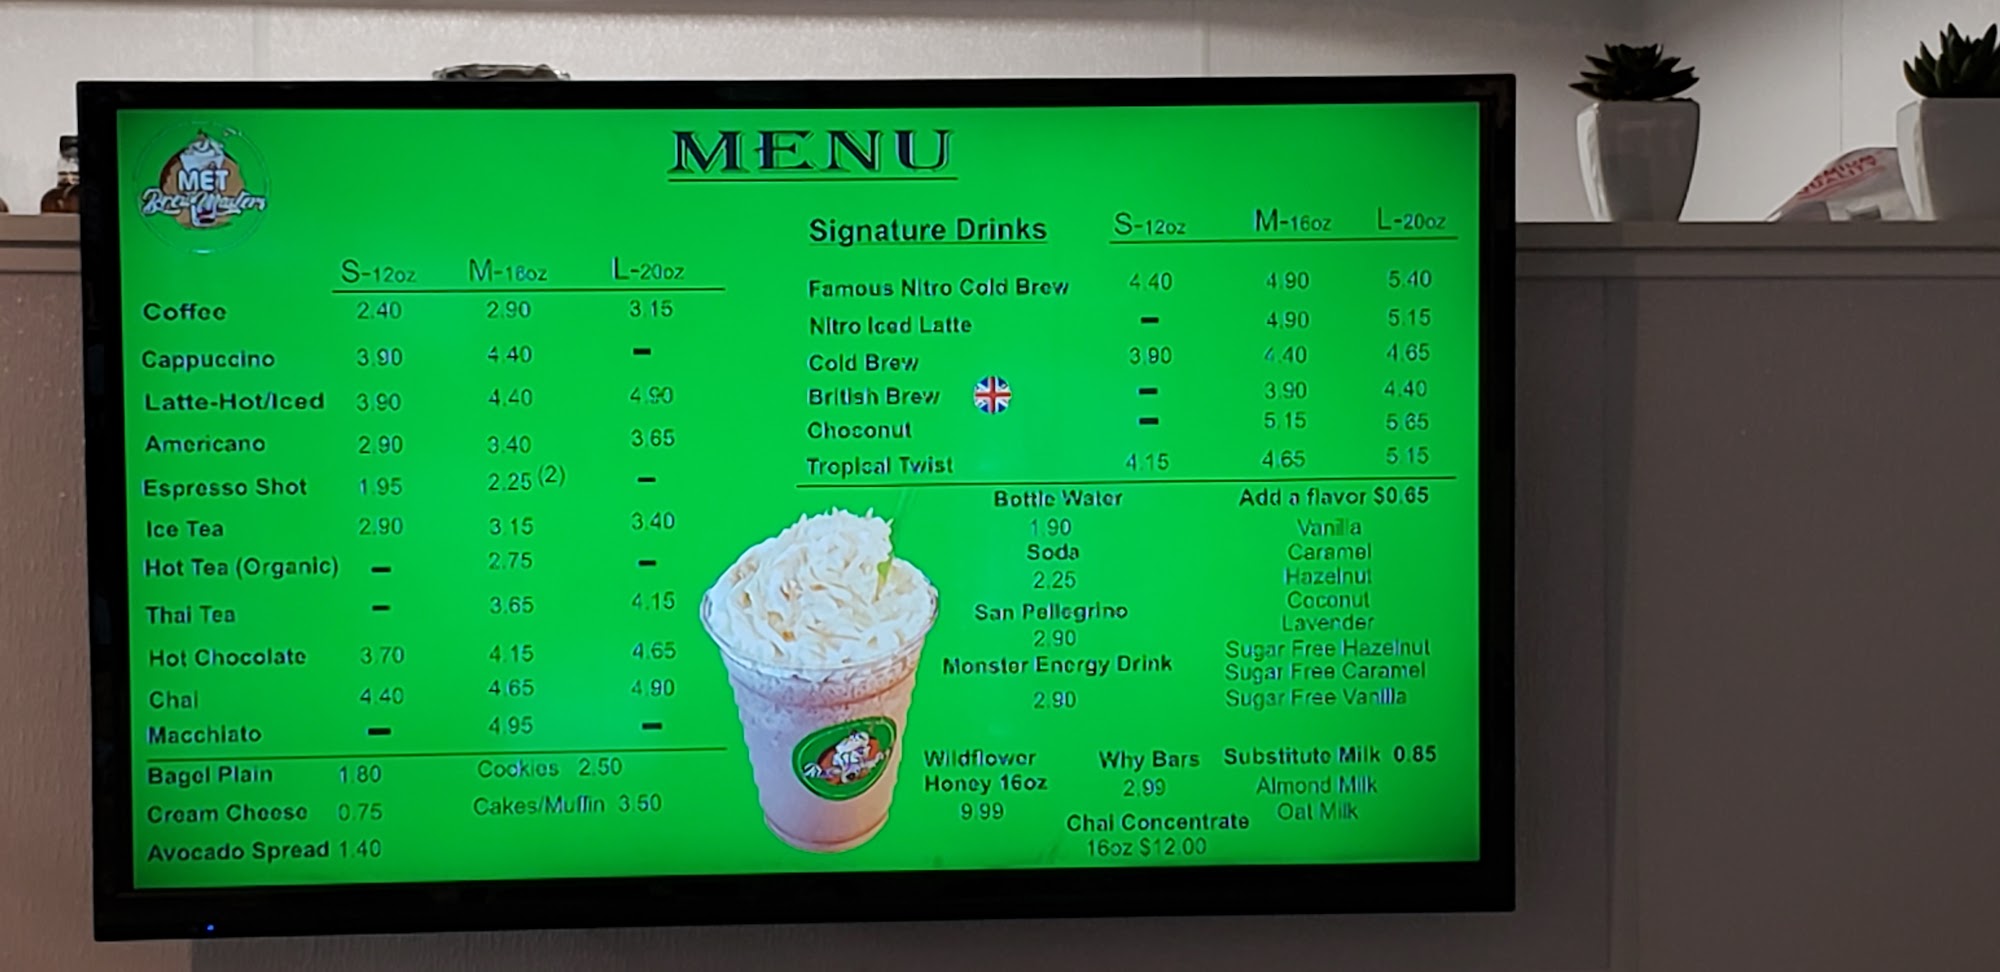 MENU
MET
Brew Masters
S-12oz M-16oz L-20oz
Coffee 2.40 2.90 3.15
Cappuccino 3.90 4.40 -
Latte-Hot/Iced 3.90 4.40 4.90
Americano 2.90 3.40 3.65
Espresso Shot 1.95 2.25 (2) -
Ice Tea 2.90 3.15 3.40
Hot Tea (Organic) - 2.75 -
Thai Tea - 3.65 4.15
Hot Chocolate 3.70 4.15 4.65
Chai 4.40 4.65 4.90
Macchiato - 4.95 -
Bagel Plain 1.80
Cream Cheese 0.75
Avocado Spread 1.40
Cookies 2.50
Cakes/Muffin 3.50
Signature Drinks S-12oz M-16oz L-20oz
Famous Nitro Cold Brew 4.40 4.90 5.40
Nitro Iced Latte - 4.90 5.15
Cold Brew 3.90 4.40 4.65
British Brew - 3.90 4.40
Choconut - 5.15 5.65
Tropical Twist 4.15 4.65 5.15
Bottle Water
1.90
Soda
2.25
San Pellegrino
2.90
Monster Energy Drink
2.90
Add a flavor $0.65
Vanilla
Caramel
Hazelnut
Coconut
Lavender
Sugar Free Hazelnut
Sugar Free Caramel
Sugar Free Vanilla
Wildflower
Honey 16oz
9.99
Why Bars
2.99
Chai Concentrate
16oz $12.00
Substitute Milk 0.85
Almond Milk
Oat Milk
QUALITY